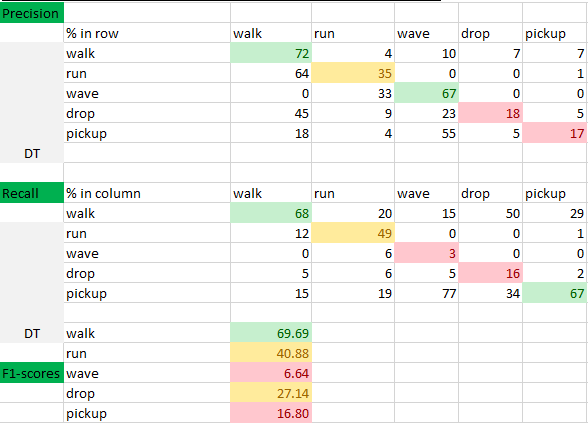 Precision
% in row walk run wave drop pickup
walk 72 4 10 7 7
run 64 35 0 0 1
wave 0 33 67 0 0
drop 45 9 23 18 5
pickup 18 4 55 5 17
DT
Recall % in column walk run wave drop pickup
walk 68 20 15 50 29
run 12 49 0 0 1
wave 0 6 3 0 0
drop 5 6 5 16 2
pickup 15 19 77 34 67
DT walk 69.69
run 40.88
F1-scores wave 6.64
drop 27.14
pickup 16.80